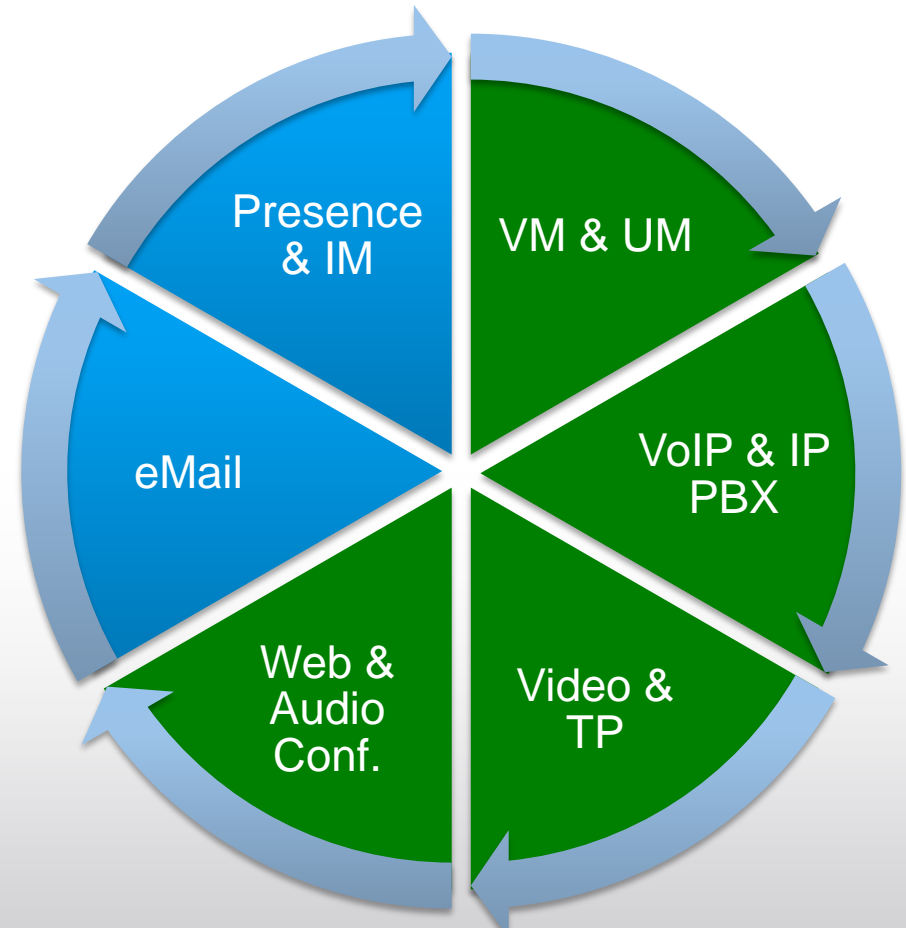 Presence
& IM
VM & UM
eMail
VoIP & IP
PBX
Web &
Audio
Conf.
Video &
TP